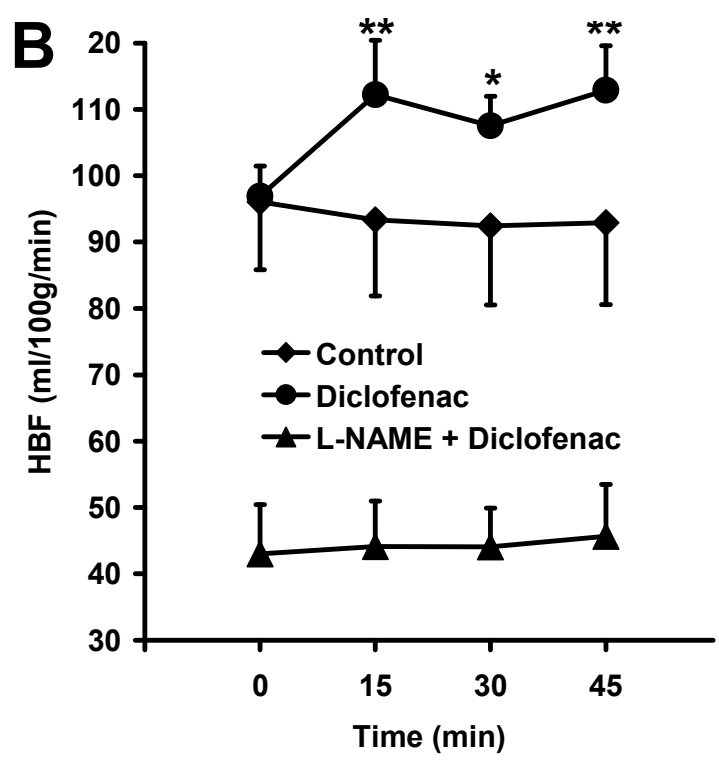 B
**
*
**
20
110
100
90
80
70
60
50
40
30
HBF (ml/100g/min)
Control
Diclofenac
L-NAME + Diclofenac
0 15 30 45
Time (min)